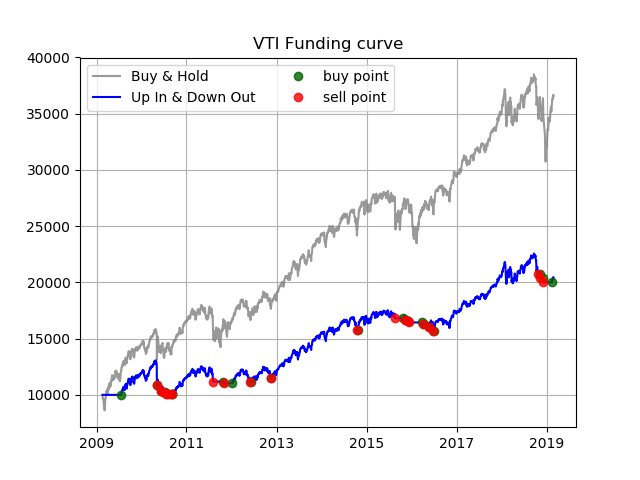 VTI Funding curve
Buy & Hold
Up In & Down Out
buy point
sell point
40000
35000
30000
25000
20000
15000
10000
2009
2011
2013
2015
2017
2019